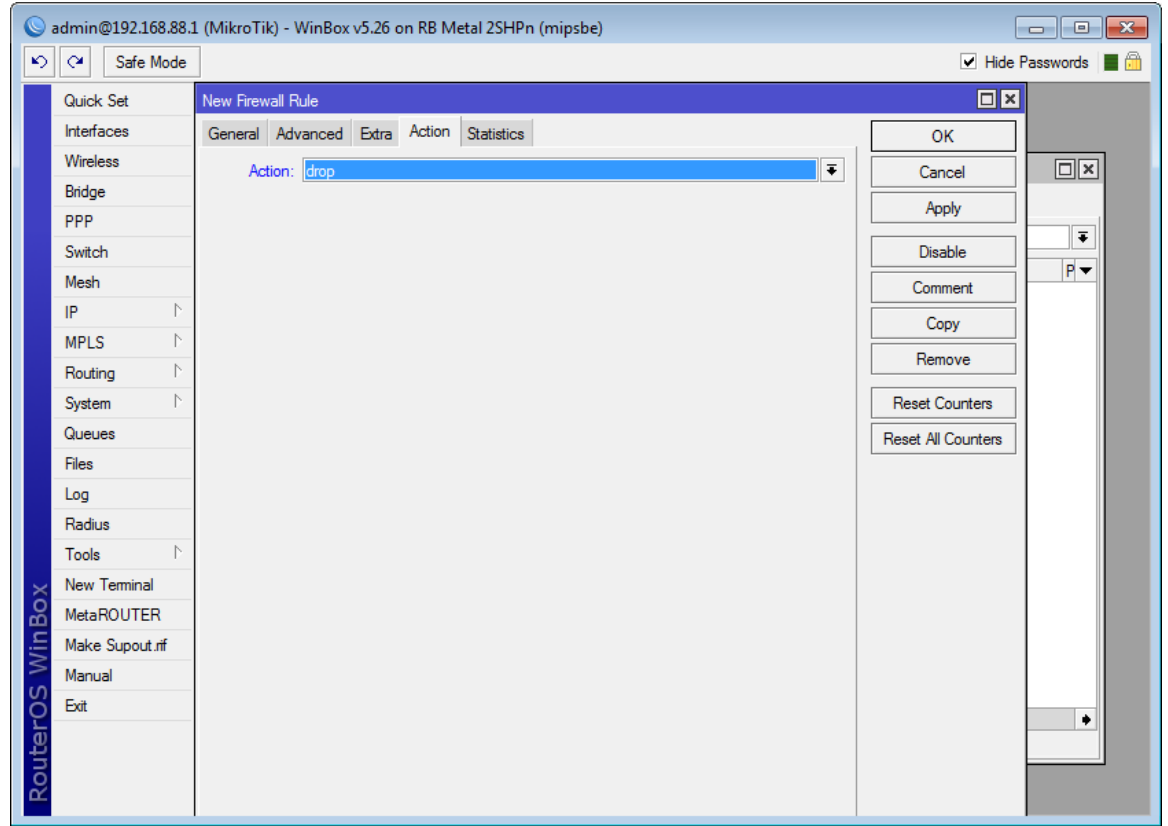 admin@192.168.88.1 (MikroTik) - WinBox v5.26 on RB Metal 2SHPn (mipsbe)
Safe Mode
Hide Passwords
Quick Set
Interfaces
Wireless
Bridge
PPP
Switch
Mesh
IP
MPLS
Routing
System
Queues
Files
Log
Radius
Tools
New Terminal
MetaROUTER
Make Supout.rif
Manual
Exit
RouterOS WinBox
New Firewall Rule
General Advanced Extra Action Statistics
Action: drop
OK
Cancel
Apply
Disable
Comment
Copy
Remove
Reset Counters
Reset All Counters
P